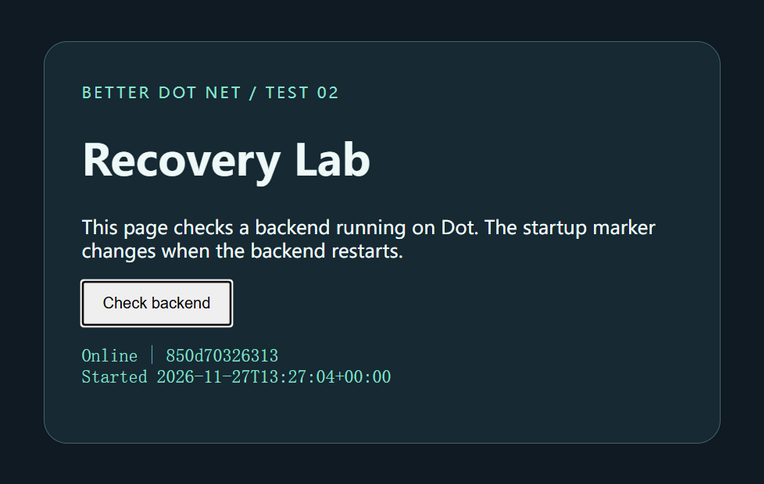 BETTER DOT NET / TEST 02
Recovery Lab
This page checks a backend running on Dot. The startup marker
changes when the backend restarts.
Check backend
Online | 850d70326313
Started 2026-11-27T13:27:04+00:00